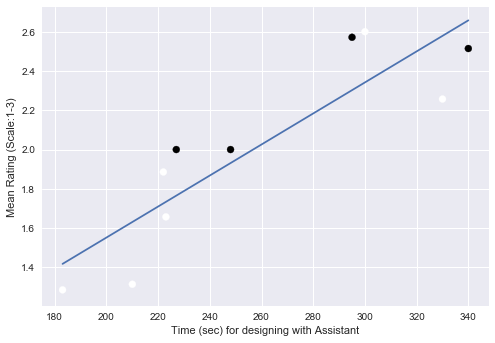 2.6
2.4
2.2
2.0
1.8
1.6
1.4
Mean Rating (Scale:1-3)
180 200 220 240 260 280 300 320 340
Time (sec) for designing with Assistant